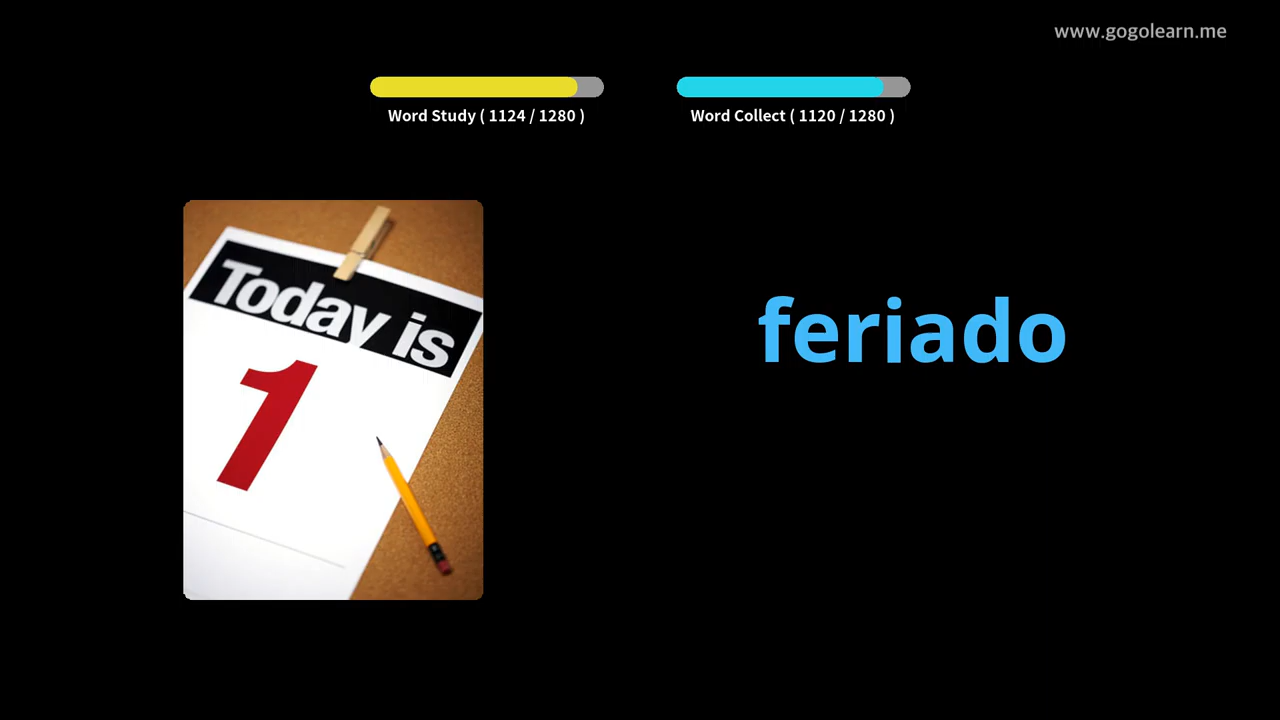 www.gogolearn.me
Word Study ( 1124 / 1280 )
Word Collect ( 1120 / 1280 )
Today is
1
feriado